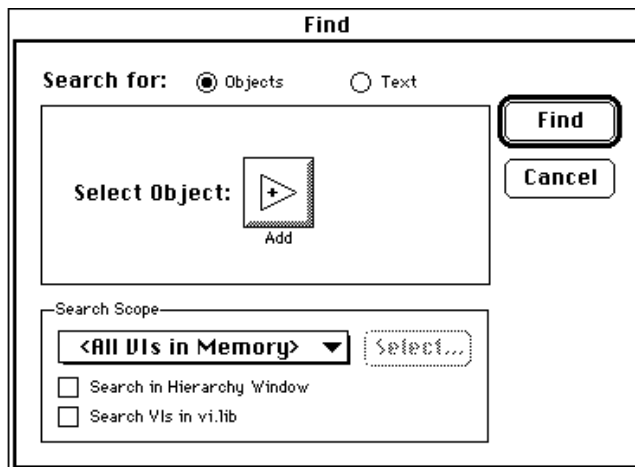 Find
Search for: Objects Text
Find
Select Object:
Add
Cancel
Search Scope
<All VIs in Memory> Select...
Search in Hierarchy Window
Search VIs in vi.lib